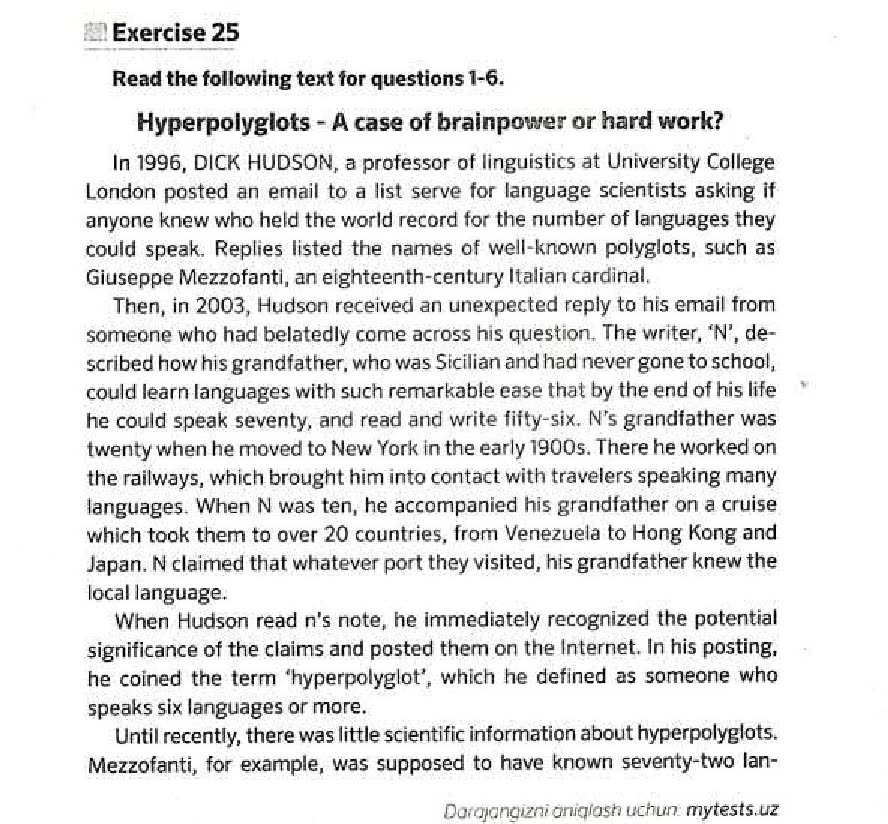 Exercise 25
Read the following text for questions 1-6.
Hyperpolyglots - A case of brainpower or hard work?
In 1996, DICK HUDSON, a professor of linguistics at University College
London posted an email to a list serve for language scientists asking if
anyone knew who held the world record for the number of languages they
could speak. Replies listed the names of well-known polyglots, such as
Giuseppe Mezzofanti, an eighteenth-century Italian cardinal.
Then, in 2003, Hudson received an unexpected reply to his email from
someone who had belatedly come across his question. The writer, ‘N’, de-
scribed how his grandfather, who was Sicilian and had never gone to school,
could learn languages with such remarkable ease that by the end of his life
he could speak seventy, and read and write fifty-six. N's grandfather was
twenty when he moved to New York in the early 1900s. There he worked on
the railways, which brought him into contact with travelers speaking many
languages. When N was ten, he accompanied his grandfather on a cruise
which took them to over 20 countries, from Venezuela to Hong Kong and
Japan. N claimed that whatever port they visited, his grandfather knew the
local language.
When Hudson read n's note, he immediately recognized the potential
significance of the claims and posted them on the Internet. In his posting,
he coined the term ‘hyperpolyglot’, which he defined as someone who
speaks six languages or more.
Until recently, there was little scientific information about hyperpolyglots.
Mezzofanti, for example, was supposed to have known seventy-two lan-
Darajangizni aniqlash uchun: mytests.uz